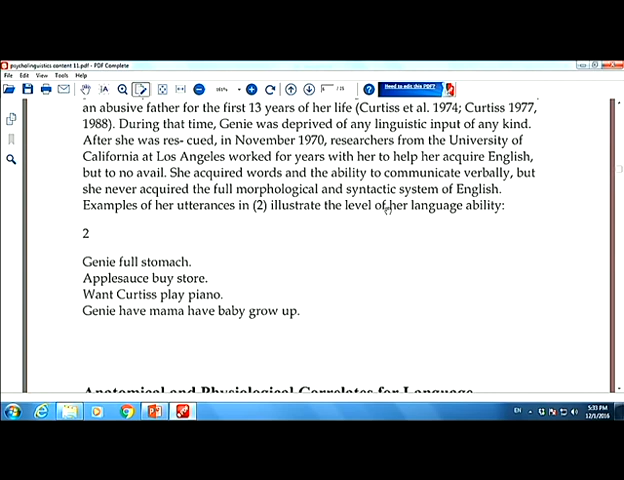 psycholinguistics content 11.pdf - PDF Complete
File Edit View Tools Help
Need to edit this PDF?
an abusive father for the first 13 years of her life (Curtiss et al. 1974; Curtiss 1977,
1988). During that time, Genie was deprived of any linguistic input of any kind.
After she was res- cued, in November 1970, researchers from the University of
California at Los Angeles worked for years with her to help her acquire English,
but to no avail. She acquired words and the ability to communicate verbally, but
she never acquired the full morphological and syntactic system of English.
Examples of her utterances in (2) illustrate the level of her language ability:
2
Genie full stomach.
Applesauce buy store.
Want Curtiss play piano.
Genie have mama have baby grow up.
Anatomical and Physiological Correlates for Language
EN
5:33 PM
12/1/2016